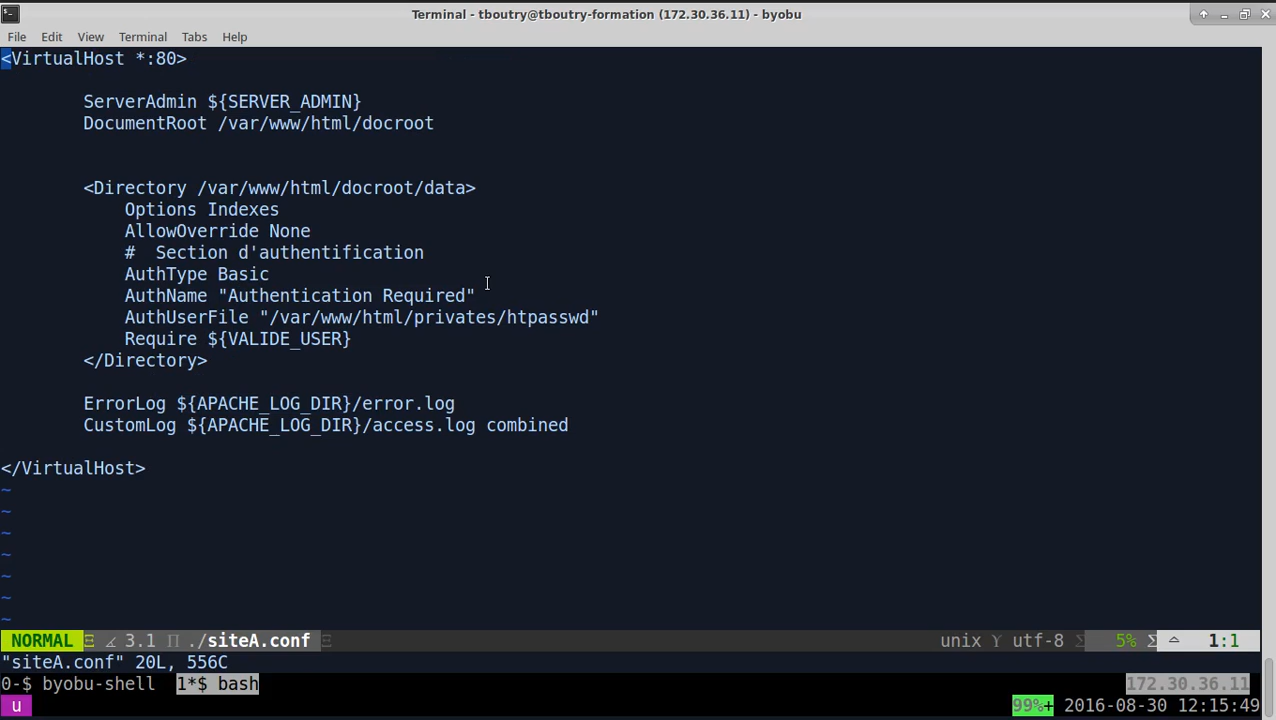 Terminal - tboutry@tboutry-formation (172.30.36.11) - byobu
File Edit View Terminal Tabs Help
<VirtualHost *:80>
ServerAdmin ${SERVER_ADMIN}
DocumentRoot /var/www/html/docroot
<Directory /var/www/html/docroot/data>
Options Indexes
AllowOverride None
#  Section d'authentification
AuthType Basic
AuthName "Authentication Required"
AuthUserFile "/var/www/html/privates/htpasswd"
Require ${VALIDE_USER}
</Directory>
ErrorLog ${APACHE_LOG_DIR}/error.log
CustomLog ${APACHE_LOG_DIR}/access.log combined
</VirtualHost>
~
~
~
~
~
~
~
NORMAL Ξ ∡ 3.1 Π ./siteA.conf Ξ unix ϒ utf-8 Σ 5% Σ 1:1
"siteA.conf" 20L, 556C
0-$ byobu-shell 1*$ bash 172.30.36.11
u 99%+ 2016-08-30 12:15:49